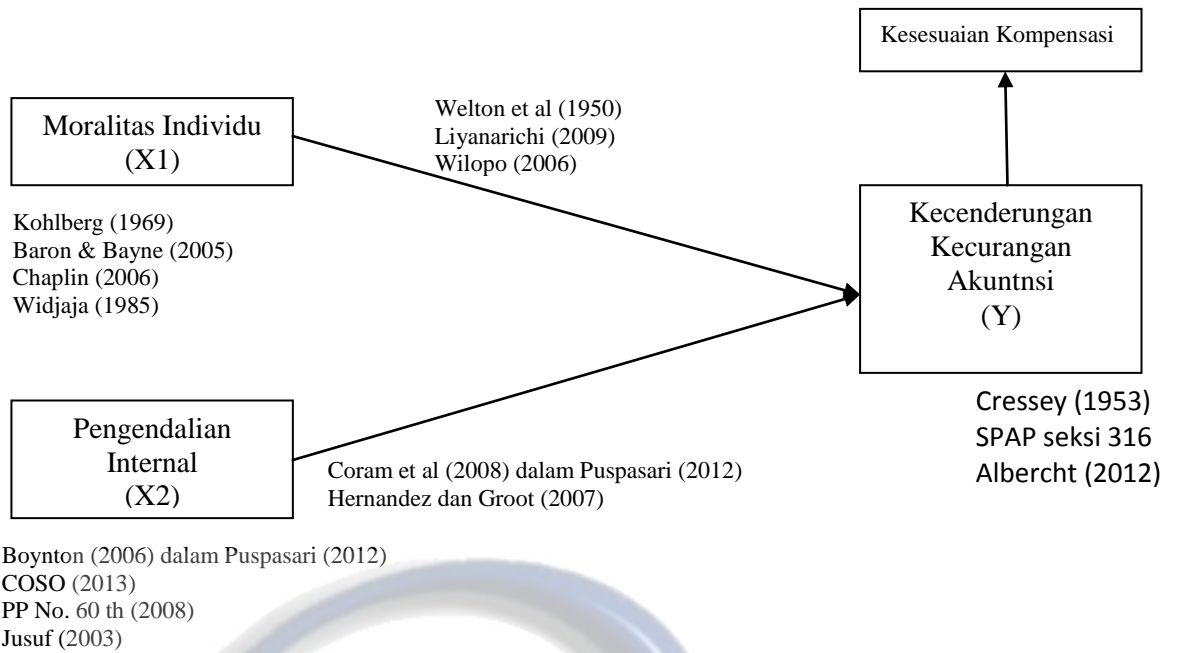 Kesesuaian Kompensasi
Moralitas Individu
(X1)
Welton et al (1950)
Liyanarichi (2009)
Wilopo (2006)
Kohlberg (1969)
Baron & Bayne (2005)
Chaplin (2006)
Widjaja (1985)
Kecenderungan
Kecurangan
Akuntnsi
(Y)
Cressey (1953)
SPAP seksi 316
Albercht (2012)
Pengendalian
Internal
(X2)
Coram et al (2008) dalam Puspasari (2012)
Hernandez dan Groot (2007)
Boynton (2006) dalam Puspasari (2012)
COSO (2013)
PP No. 60 th (2008)
Jusuf (2003)